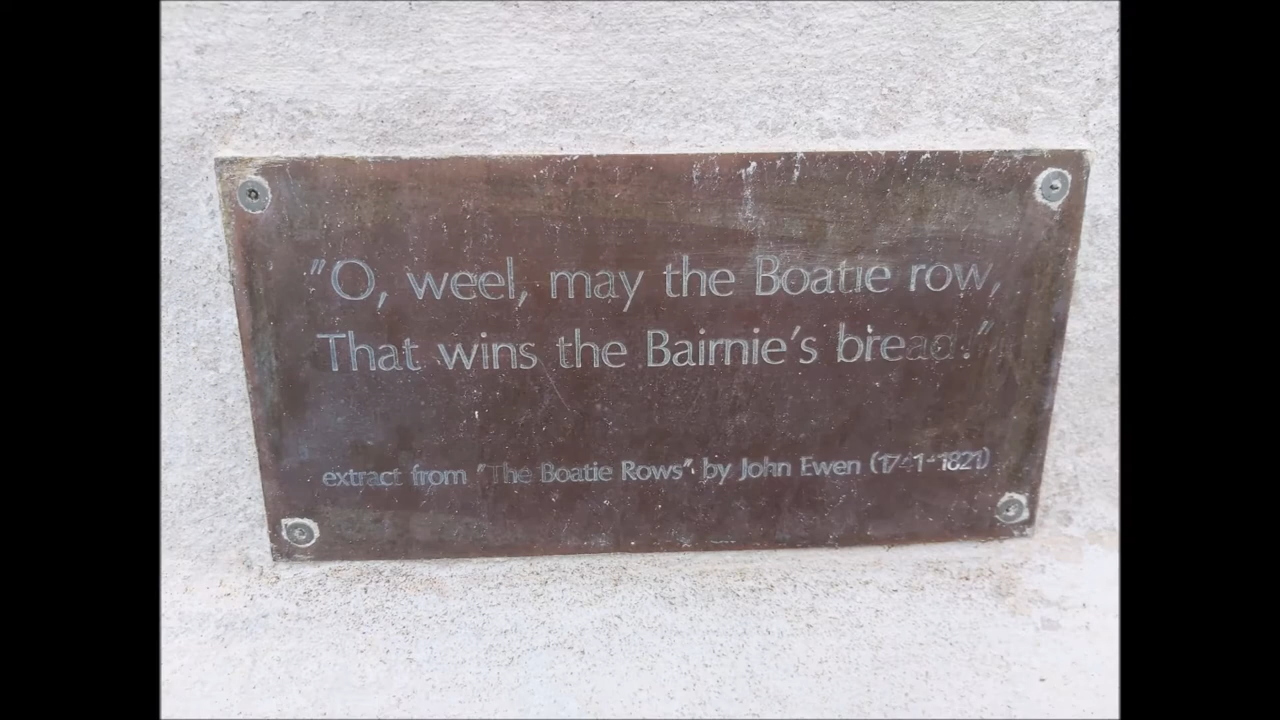 "O, weel, may the Boatie row,
That wins the Bairnie's bread!"
extract from "The Boatie Rows" by John Ewen (1741-1821)